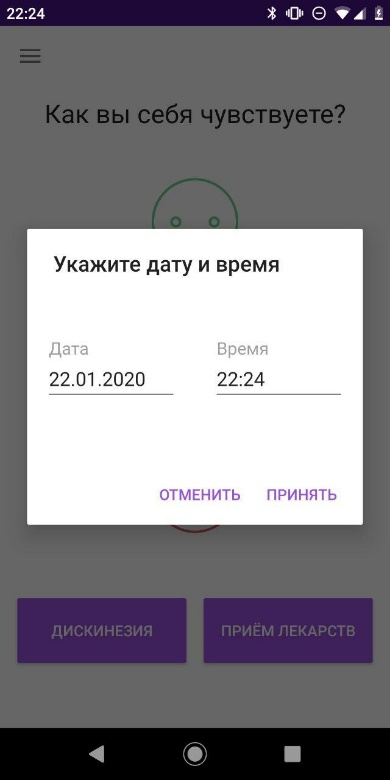 22:24
Как вы себя чувствуете?
Укажите дату и время
Дата Время
22.01.2020 22:24
ОТМЕНИТЬ ПРИНЯТЬ
ДИСКИНЕЗИЯ ПРИЁМ ЛЕКАРСТВ